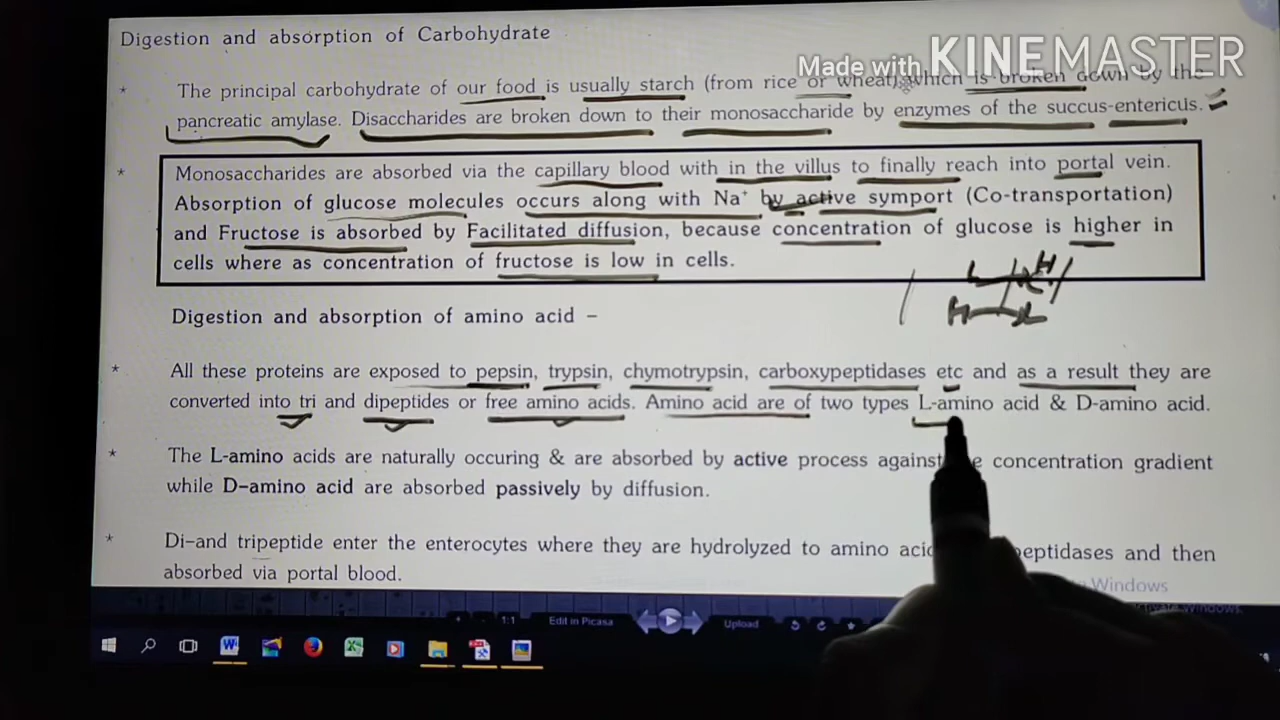 Digestion and absorption of Carbohydrate
Made with KINEMASTER
* The principal carbohydrate of our food is usually starch (from rice or wheat) which is broken down by the
pancreatic amylase. Disaccharides are broken down to their monosaccharide by enzymes of the succus-entericus.
* Monosaccharides are absorbed via the capillary blood with in the villus to finally reach into portal vein.
Absorption of glucose molecules occurs along with Na⁺ by active symport (Co-transportation)
and Fructose is absorbed by Facilitated diffusion, because concentration of glucose is higher in
cells where as concentration of fructose is low in cells.
L H
H L
Digestion and absorption of amino acid –
* All these proteins are exposed to pepsin, trypsin, chymotrypsin, carboxypeptidases etc and as a result they are
converted into tri and dipeptides or free amino acids. Amino acid are of two types L-amino acid & D-amino acid.
* The L-amino acids are naturally occuring & are absorbed by active process against concentration gradient
while D–amino acid are absorbed passively by diffusion.
* Di–and tripeptide enter the enterocytes where they are hydrolyzed to amino peptidases and then
absorbed via portal blood.
Windows
1:1 Edit in Picasa Upload